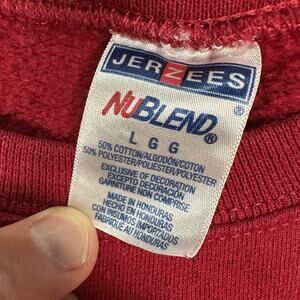 JERZEES
®
NUBLEND®
L G G
50% COTTON/ALGODÓN/COTON
50% POLYESTER/POLIÉSTER/POLYESTER
EXCLUSIVE OF DECORATION
EXCEPTO DECORACIÓN
GARNITURE NON COMPRISE
MADE IN HONDURAS
HECHO EN HONDURAS
CON INSUMOS IMPORTADOS
FABRIQUÉ AU HONDURAS